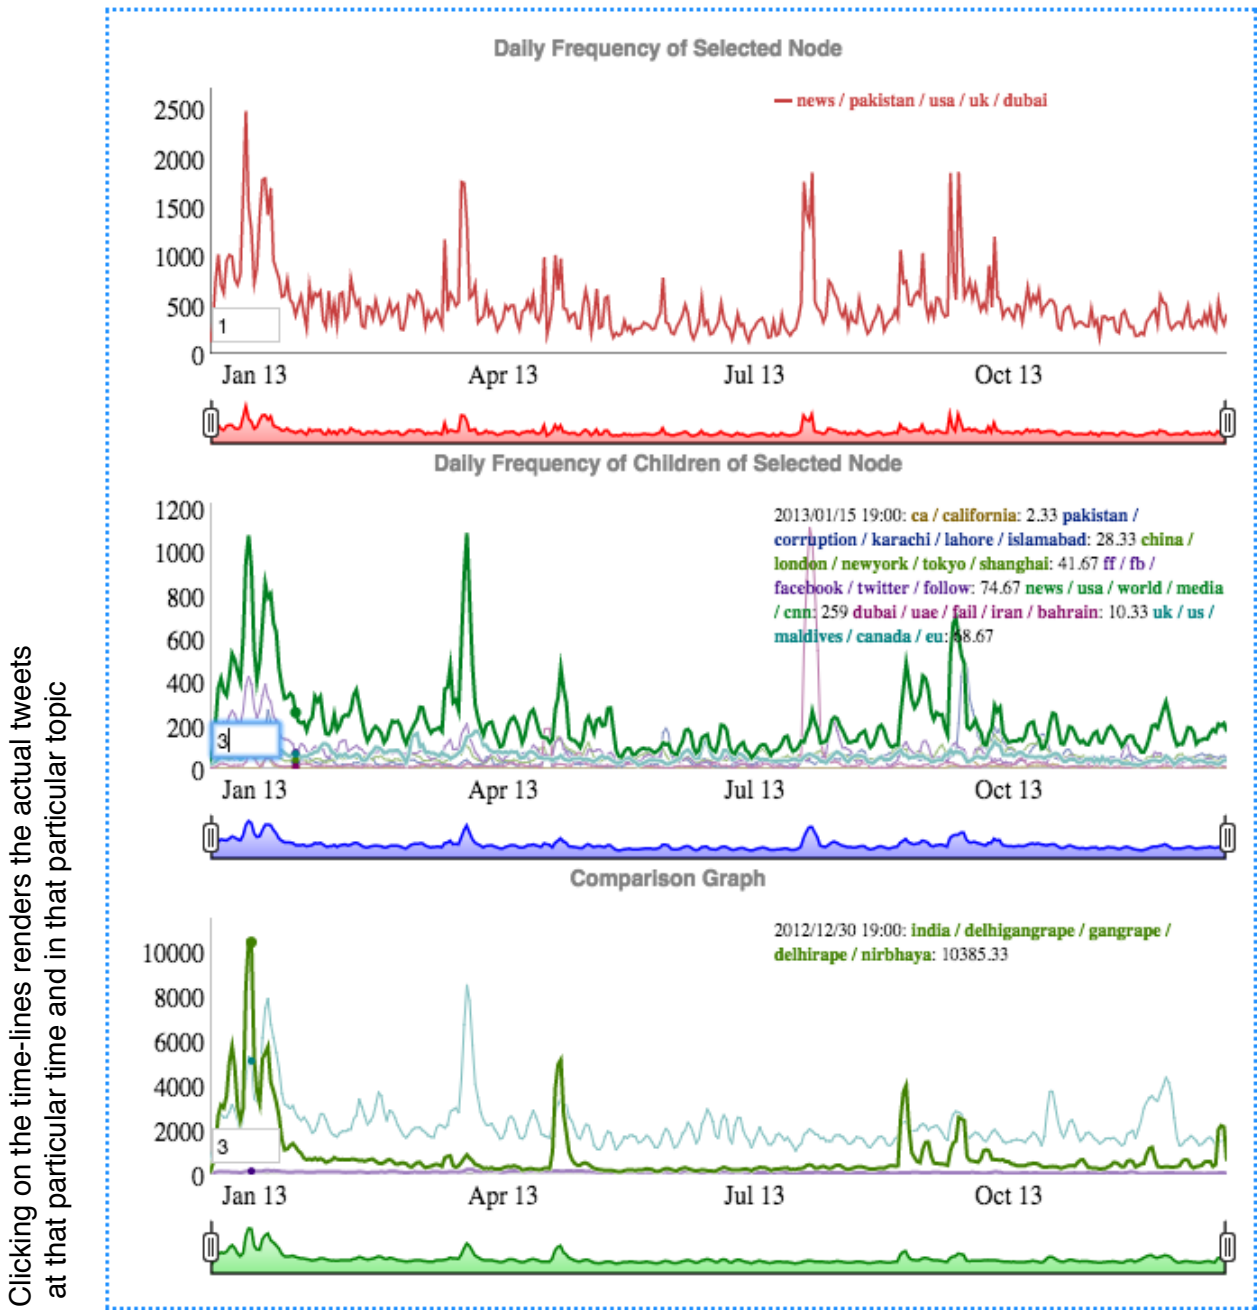 Clicking on the time-lines renders the actual tweets
at that particular time and in that particular topic
Daily Frequency of Selected Node
news / pakistan / usa / uk / dubai
2500
2000
1500
1000
500
0
1
Jan 13 Apr 13 Jul 13 Oct 13
Daily Frequency of Children of Selected Node
2013/01/15 19:00: ca / california: 2.33 pakistan /
corruption / karachi / lahore / islamabad: 28.33 china /
london / newyork / tokyo / shanghai: 41.67 ff / fb /
facebook / twitter / follow: 74.67 news / usa / world / media
/ cnn: 259 dubai / uae / fail / iran / bahrain: 10.33 uk / us /
maldives / canada / eu: 68.67
1200
1000
800
600
400
200
0
3
Jan 13 Apr 13 Jul 13 Oct 13
Comparison Graph
2012/12/30 19:00: india / delhigangrape / gangrape /
delhirape / nirbhaya: 10385.33
10000
8000
6000
4000
2000
0
3
Jan 13 Apr 13 Jul 13 Oct 13